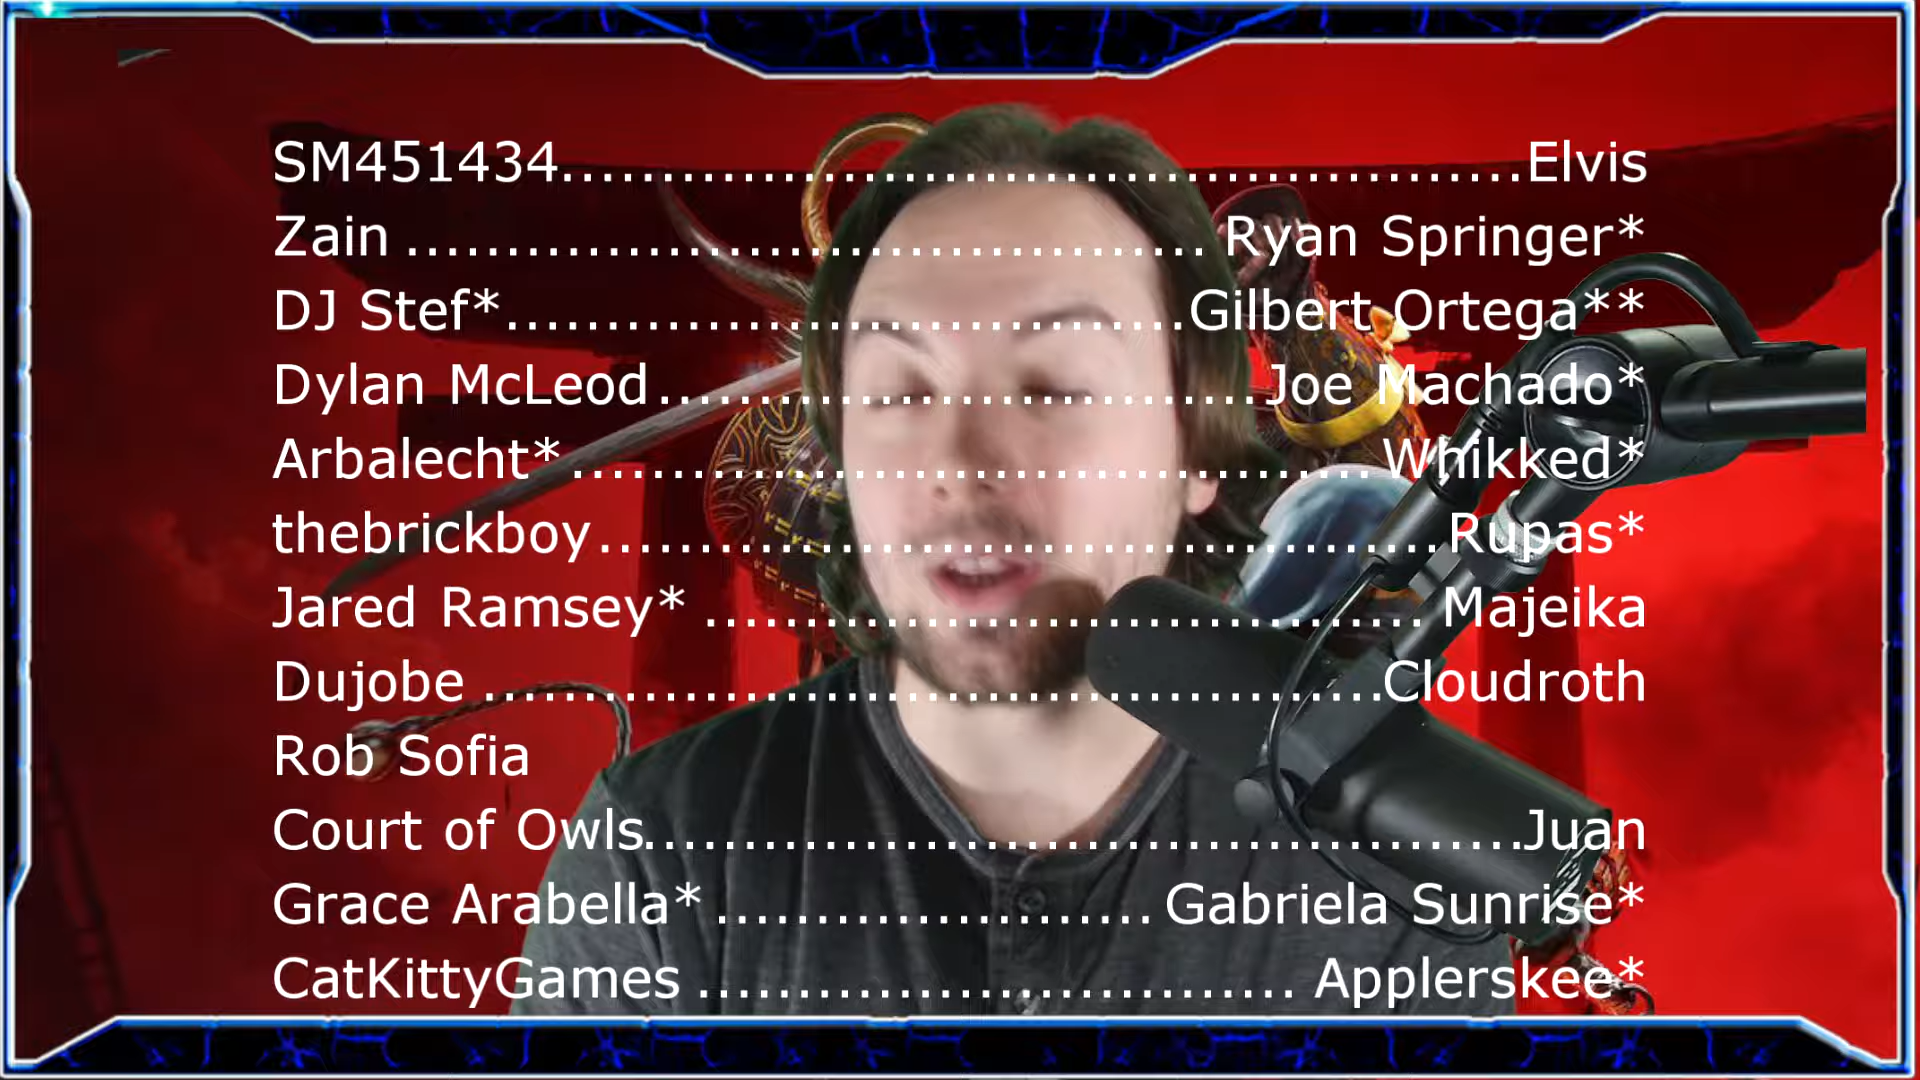 SM451434................................................Elvis
Zain ........................................ Ryan Springer*
DJ Stef*..................................Gilbert Ortega**
Dylan McLeod..............................Joe Machado*
Arbalecht*........................................Whikked*
thebrickboy..........................................Rupas*
Jared Ramsey* .................................... Majeika
Dujobe .............................................Cloudroth
Rob Sofia
Court of Owls............................................Juan
Grace Arabella* ...................... Gabriela Sunrise*
CatKittyGames .............................. Applerskee*